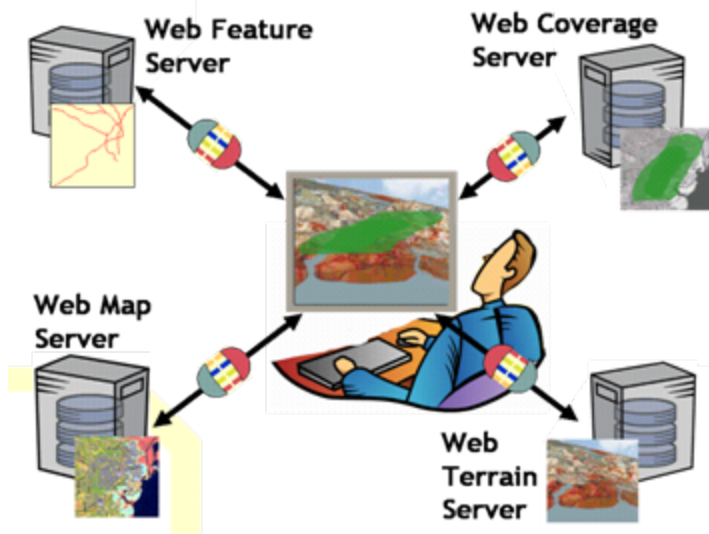 Web Feature
Server
Web Coverage
Server
Web Map
Server
Web
Terrain
Server